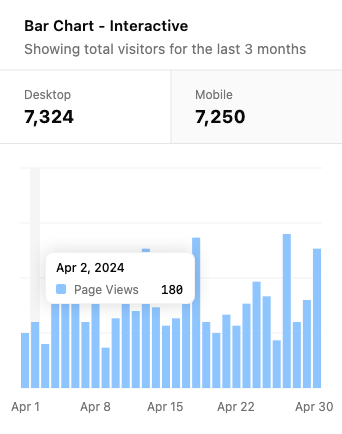 Bar Chart - Interactive
Showing total visitors for the last 3 months
Desktop
7,324
Mobile
7,250
Apr 2, 2024
Page Views 180
Apr 1 Apr 8 Apr 15 Apr 22 Apr 30